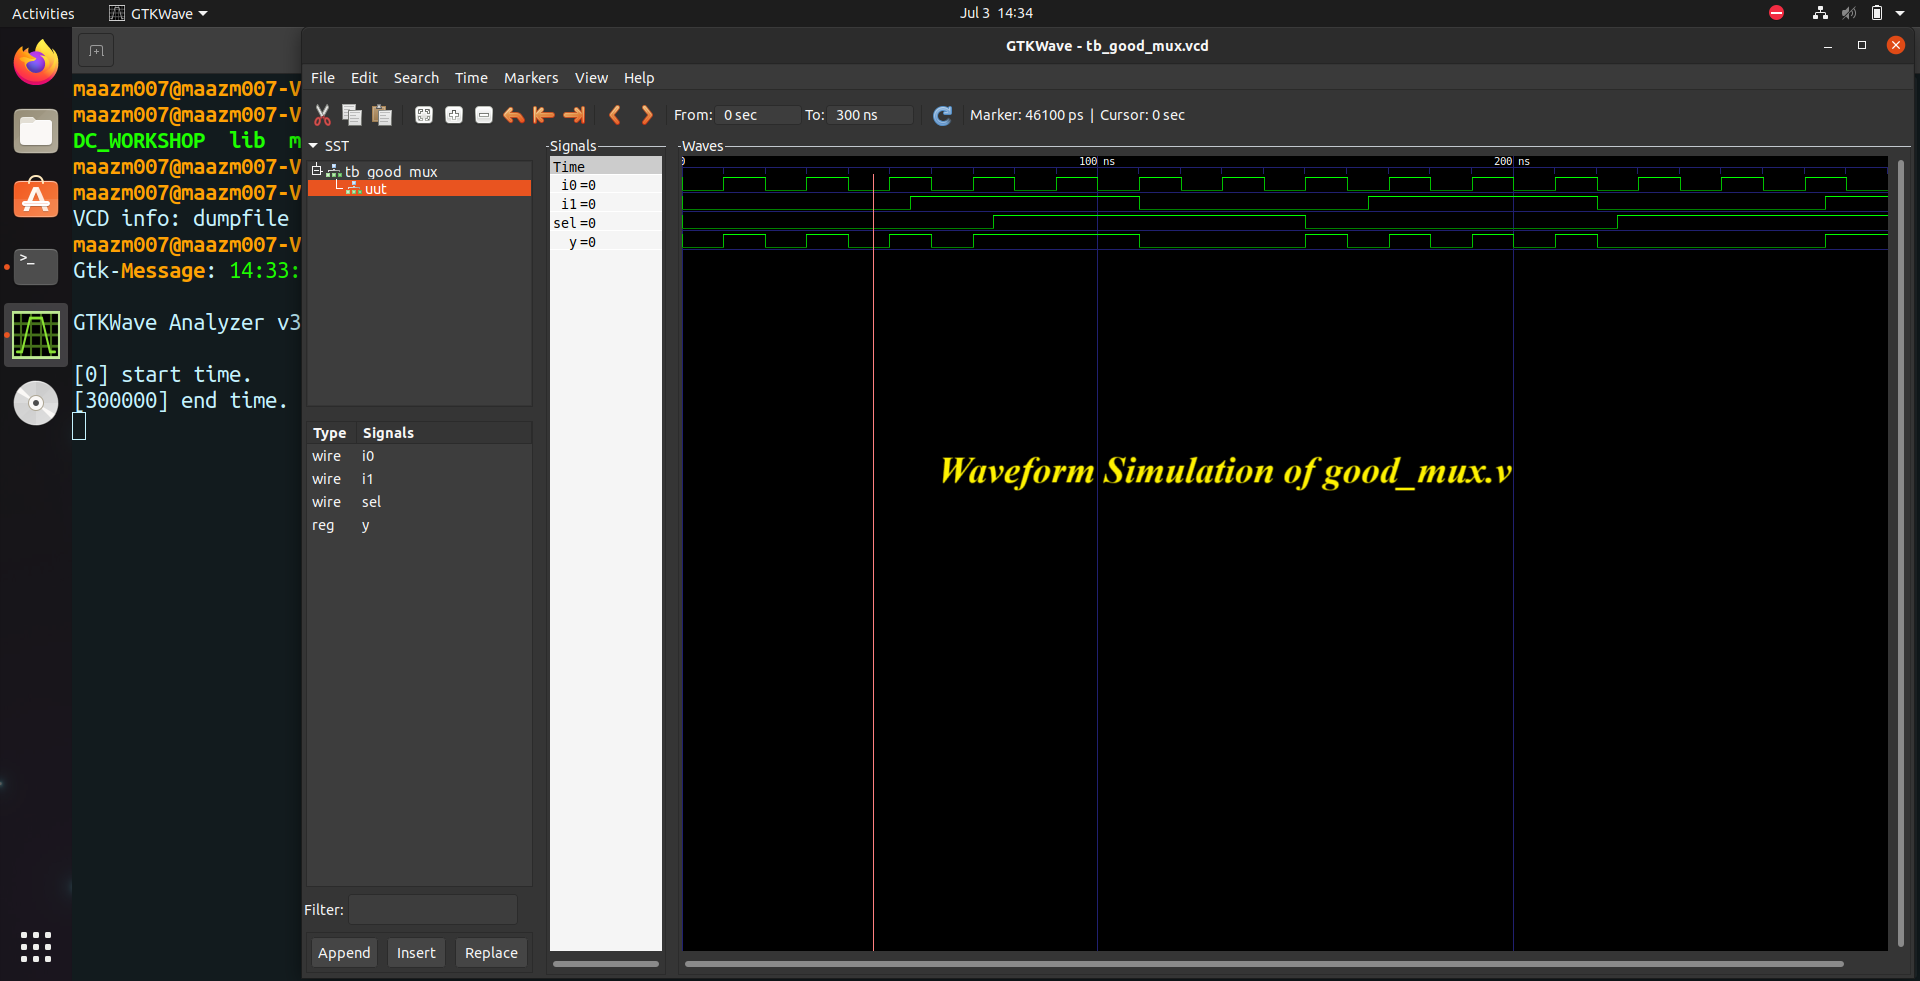 Activities GTKWave Jul 3 14:34
GTKWave - tb_good_mux.vcd
maazm007@maazm007-V
maazm007@maazm007-V
DC_WORKSHOP lib m
maazm007@maazm007-V
maazm007@maazm007-V
VCD info: dumpfile
maazm007@maazm007-V
Gtk-Message: 14:33:
GTKWave Analyzer v3
[0] start time.
[300000] end time.
File Edit Search Time Markers View Help
From: 0 sec To: 300 ns Marker: 46100 ps | Cursor: 0 sec
SST
tb_good_mux
uut
Type Signals
wire i0
wire i1
wire sel
reg y
Filter:
Append Insert Replace
Signals
Time
i0=0
i1=0
sel=0
y=0
Waves
0 100 ns 200 ns
Waveform Simulation of good_mux.v